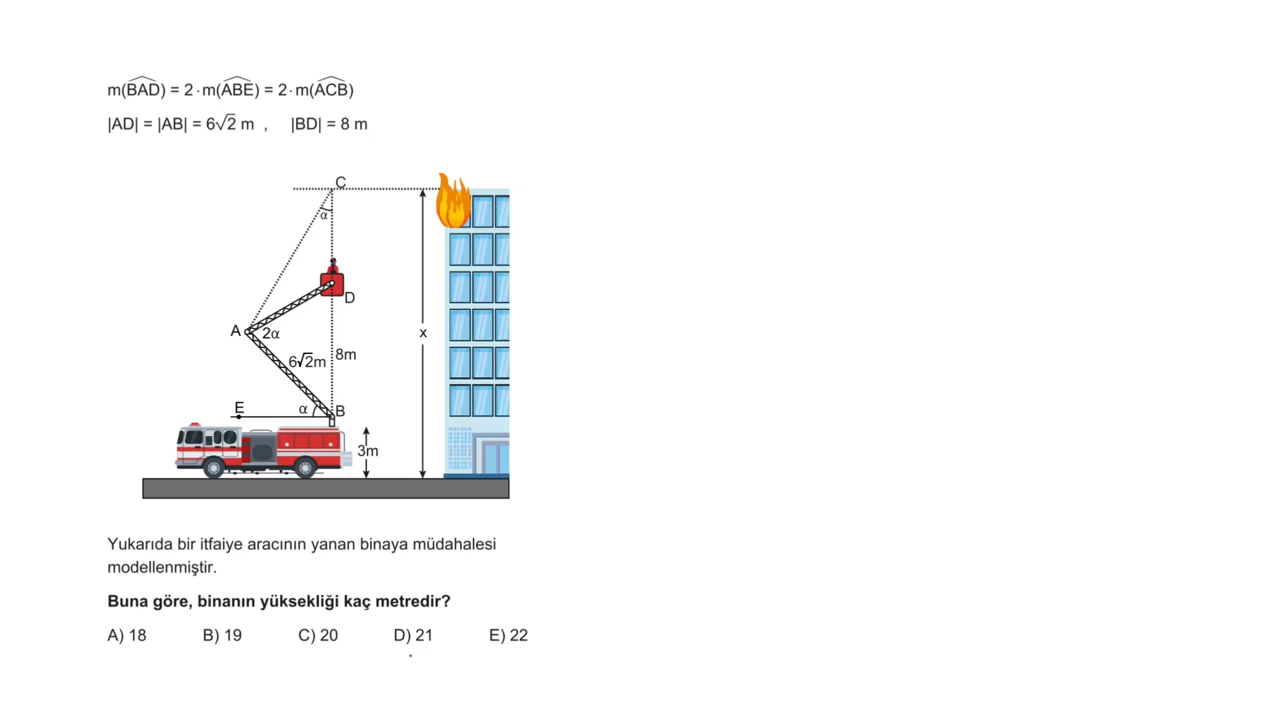 m(BAD) = 2·m(ABE) = 2·m(ACB)
|AD| = |AB| = 6√2 m , |BD| = 8 m
C
α
D
A
2α
x
6√2m
8m
E
α
B
3m
Yukarıda bir itfaiye aracının yanan binaya müdahalesi
modellenmiştir.
Buna göre, binanın yüksekliği kaç metredir?
A) 18 B) 19 C) 20 D) 21 E) 22